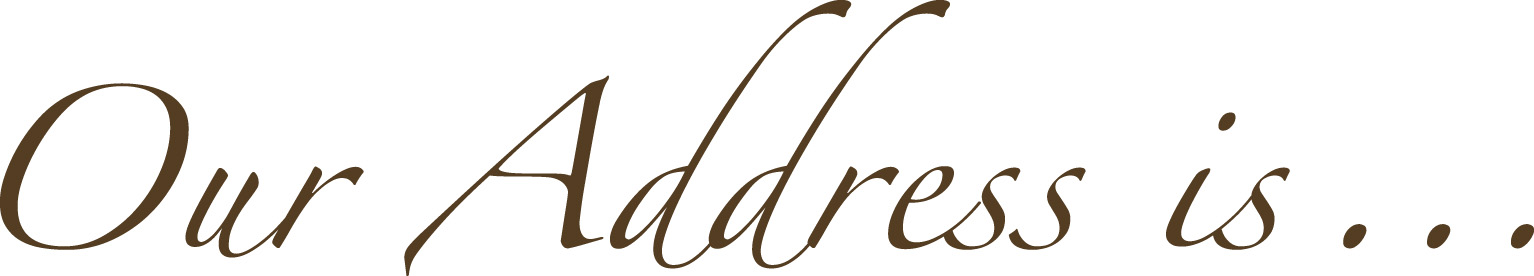 Our Address is . . .